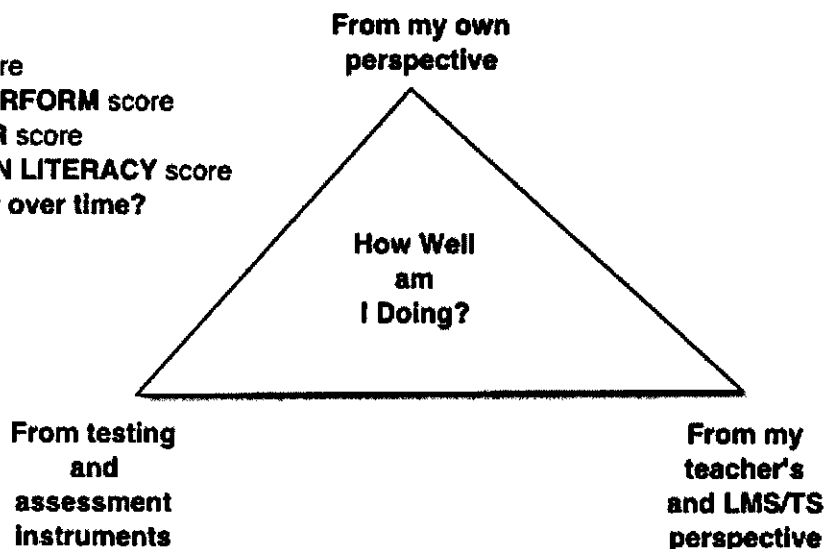 From my own
perspective
score
RFORM score
R score
N LITERACY score
over time?
How Well
am
I Doing?
From testing
and
assessment
instruments
From my
teacher's
and LMS/TS
perspective